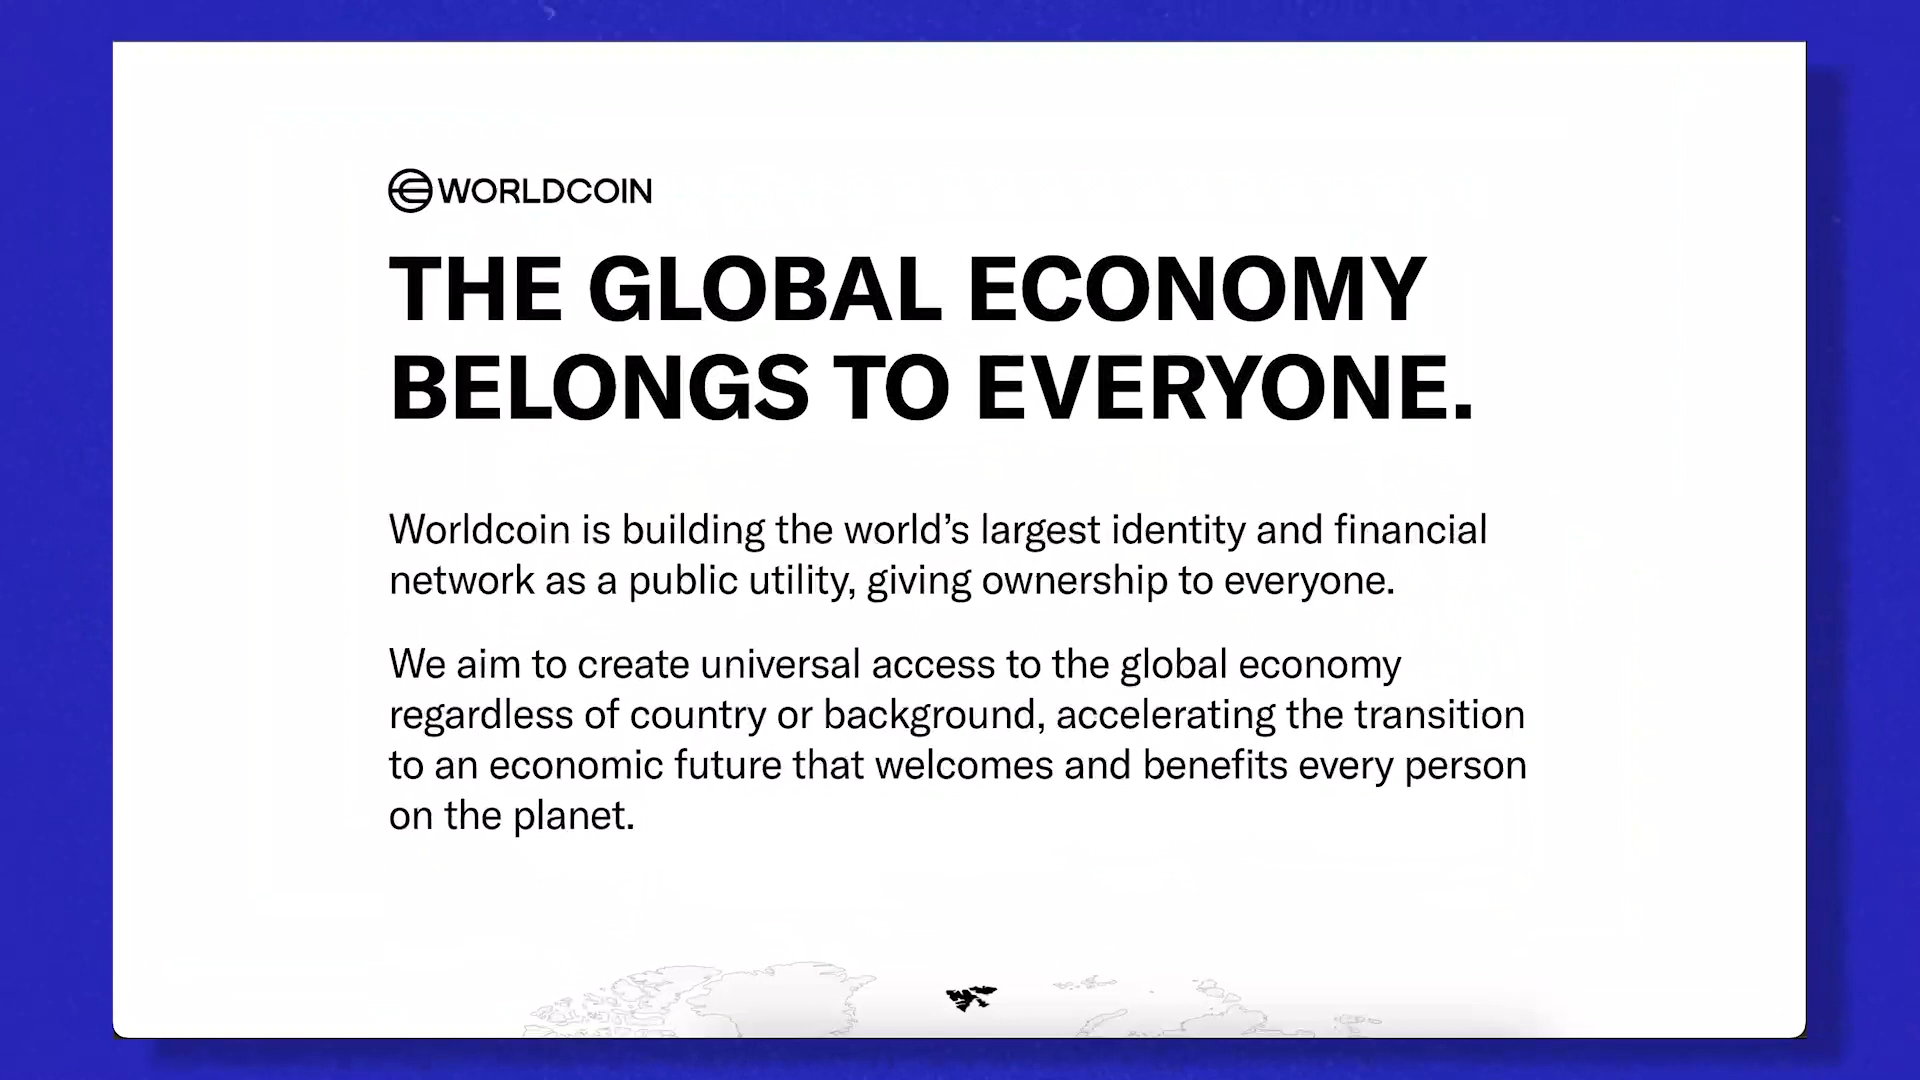 WORLDCOIN
THE GLOBAL ECONOMY
BELONGS TO EVERYONE.
Worldcoin is building the world’s largest identity and financial
network as a public utility, giving ownership to everyone.
We aim to create universal access to the global economy
regardless of country or background, accelerating the transition
to an economic future that welcomes and benefits every person
on the planet.